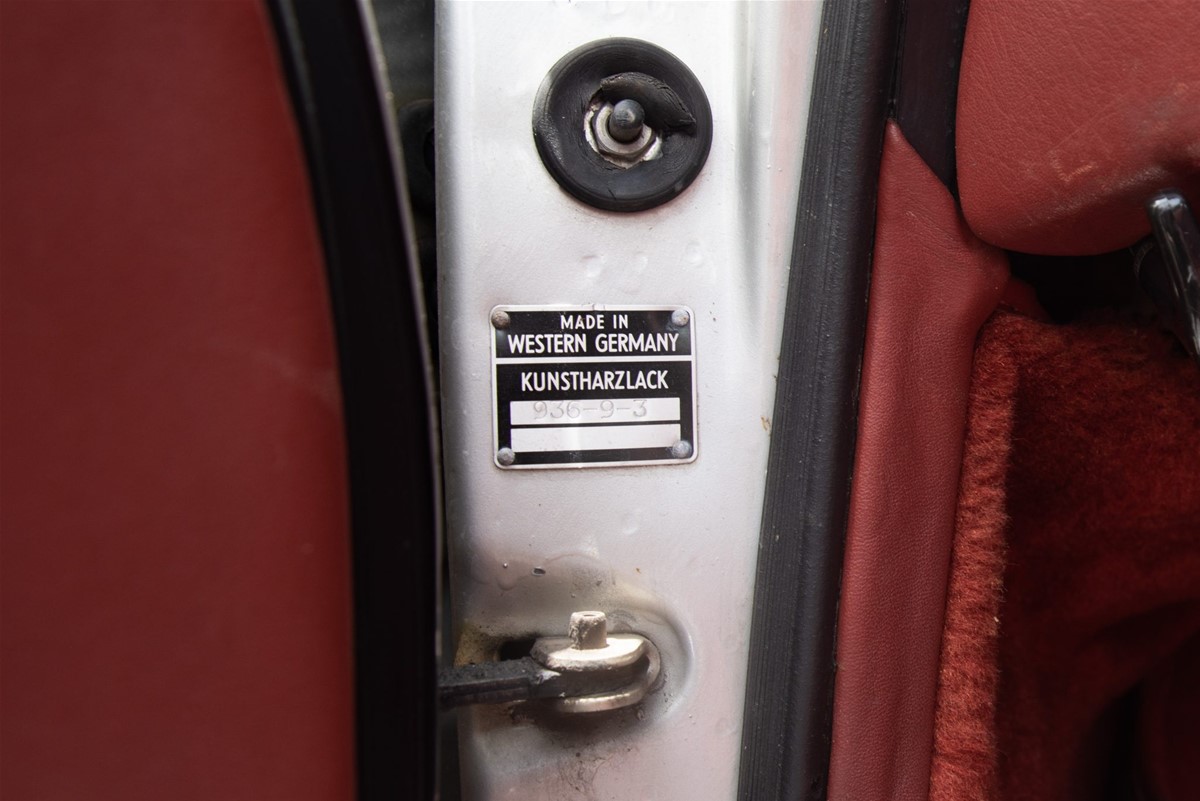 MADE IN
WESTERN GERMANY
KUNSTHARZLACK
936-9-3